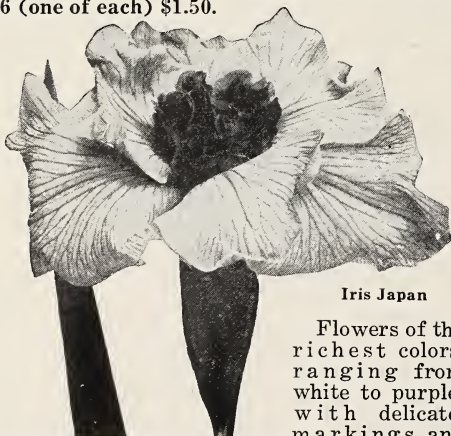 6 (one of each) $1.50.
Iris Japan
Flowers of th
richest colors
ranging from
white to purple
with delicate
markings an